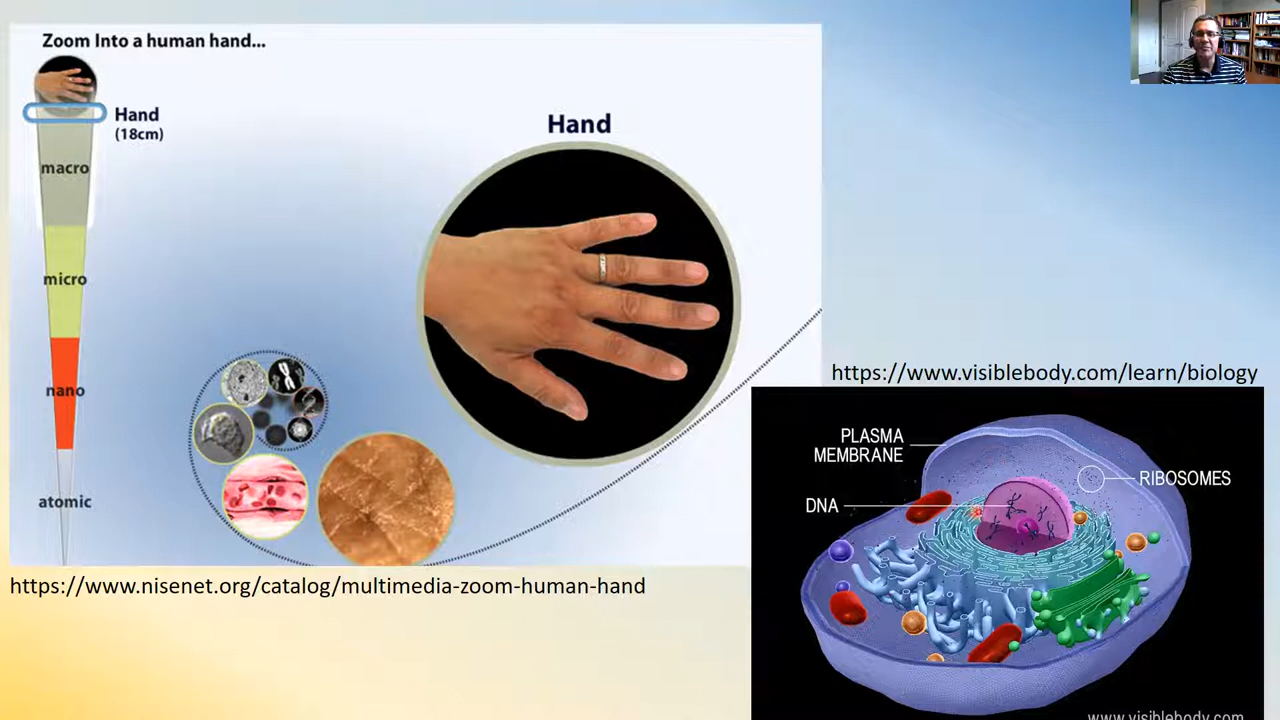 Zoom Into a human hand...
Hand
(18cm)
macro
micro
nano
atomic
Hand
https://www.nisenet.org/catalog/multimedia-zoom-human-hand
https://www.visiblebody.com/learn/biology
PLASMA
MEMBRANE
RIBOSOMES
DNA
www.visiblebody.com